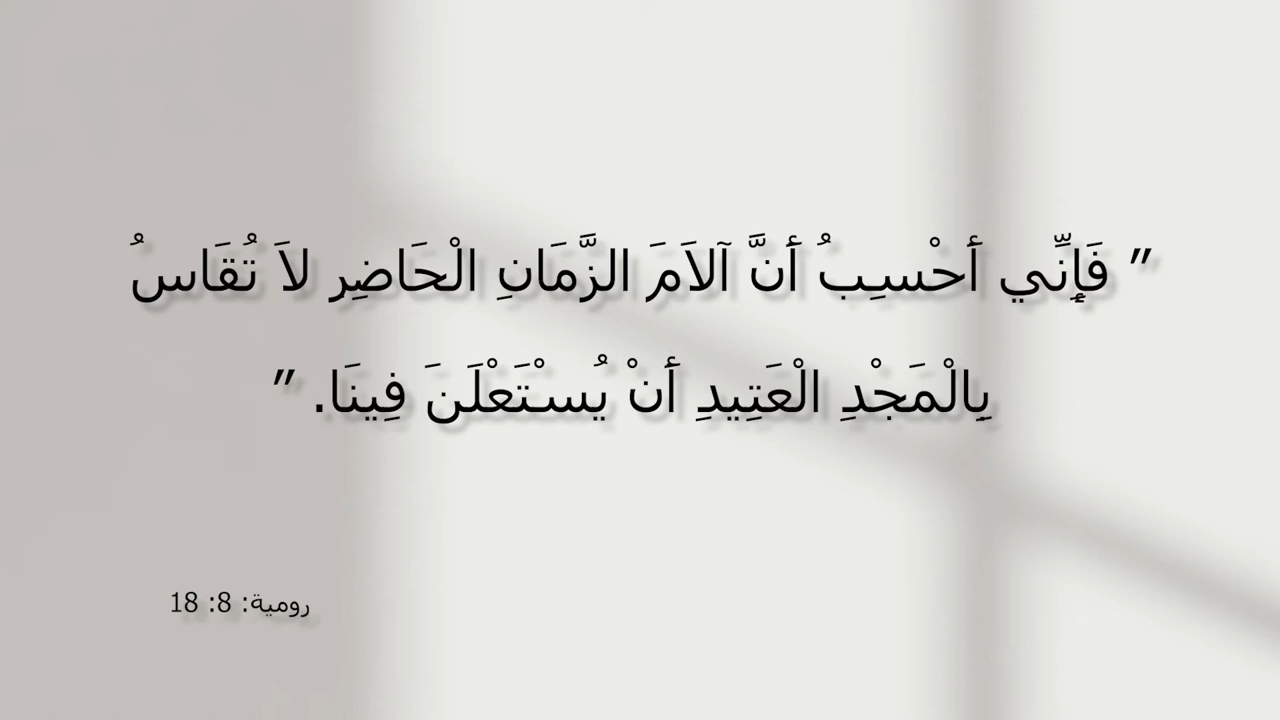 ” فَإِنِّي أَحْسِبُ أَنَّ آلاَمَ الزَّمَانِ الْحَاضِرِ لاَ تُقَاسُ
بِالْمَجْدِ الْعَتِيدِ أَنْ يُسْتَعْلَنَ فِينَا. ”
رومية: 8: 18